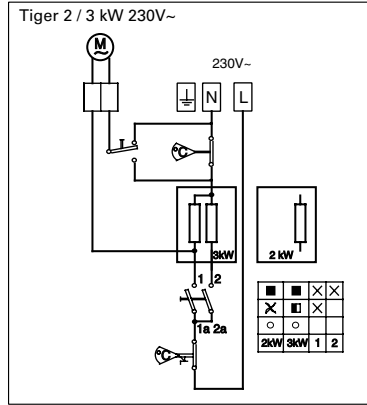 Tiger 2 / 3 kW 230V~
M
~
230V~
N L
°C
3kW
2 kW
1 2
1a 2a
°C
2kW 3kW 1 2